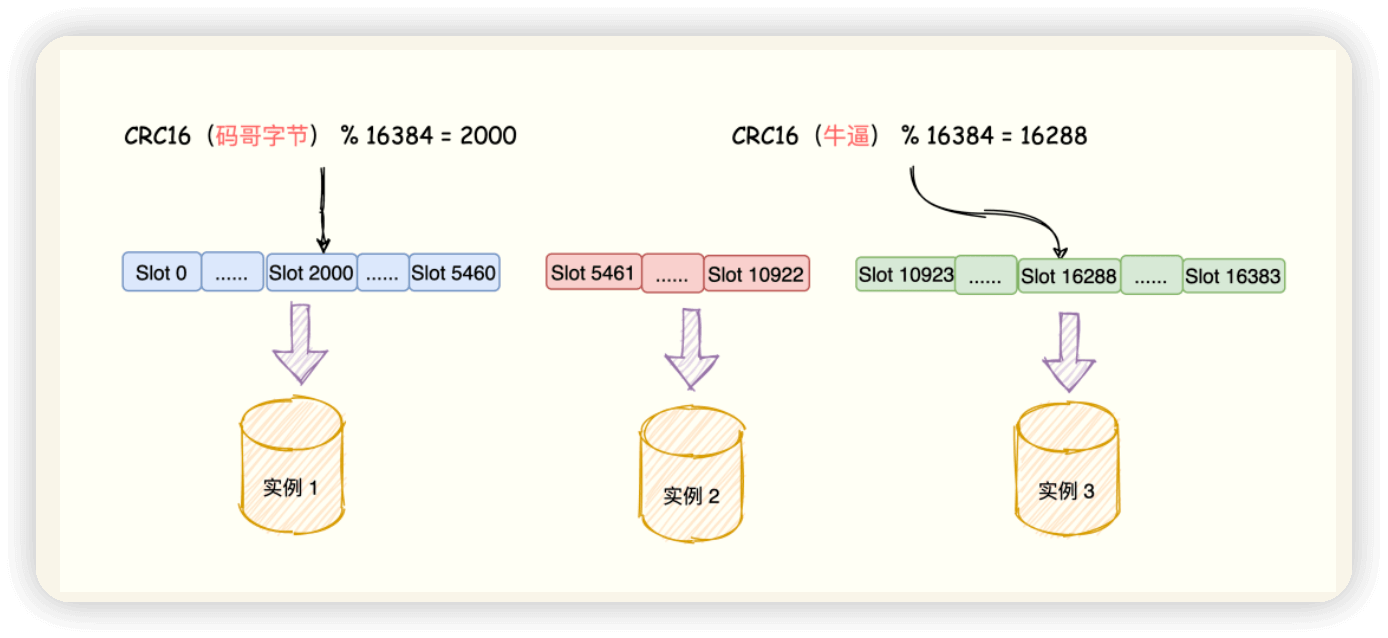 CRC16（码哥字节） % 16384 = 2000
CRC16（牛逼） % 16384 = 16288
Slot 0 ...... Slot 2000 ...... Slot 5460
Slot 5461 ...... Slot 10922
Slot 10923 ...... Slot 16288 ...... Slot 16383
实例 1
实例 2
实例 3